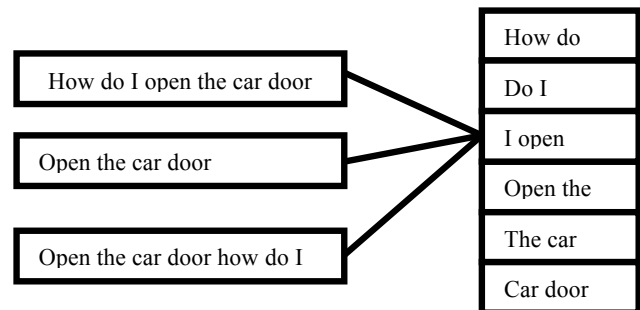 How do I open the car door
Open the car door
Open the car door how do I
How do
Do I
I open
Open the
The car
Car door